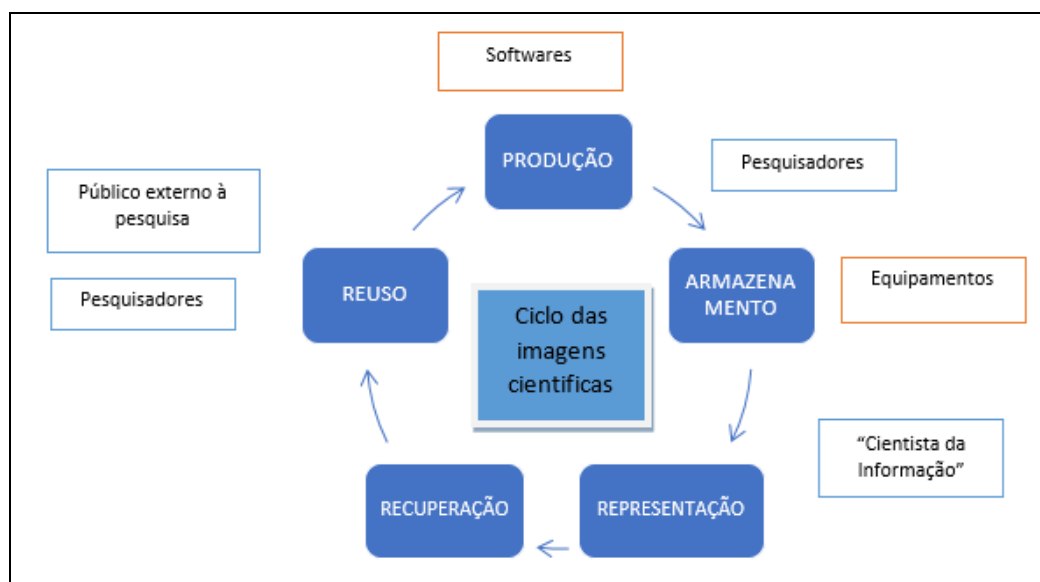 Softwares
PRODUÇÃO
Pesquisadores
Público externo à
pesquisa
Pesquisadores
REUSO
ARMAZENA
MENTO
Equipamentos
Ciclo das
imagens
cientificas
"Cientista da
Informação"
RECUPERAÇÃO
REPRESENTAÇÃO